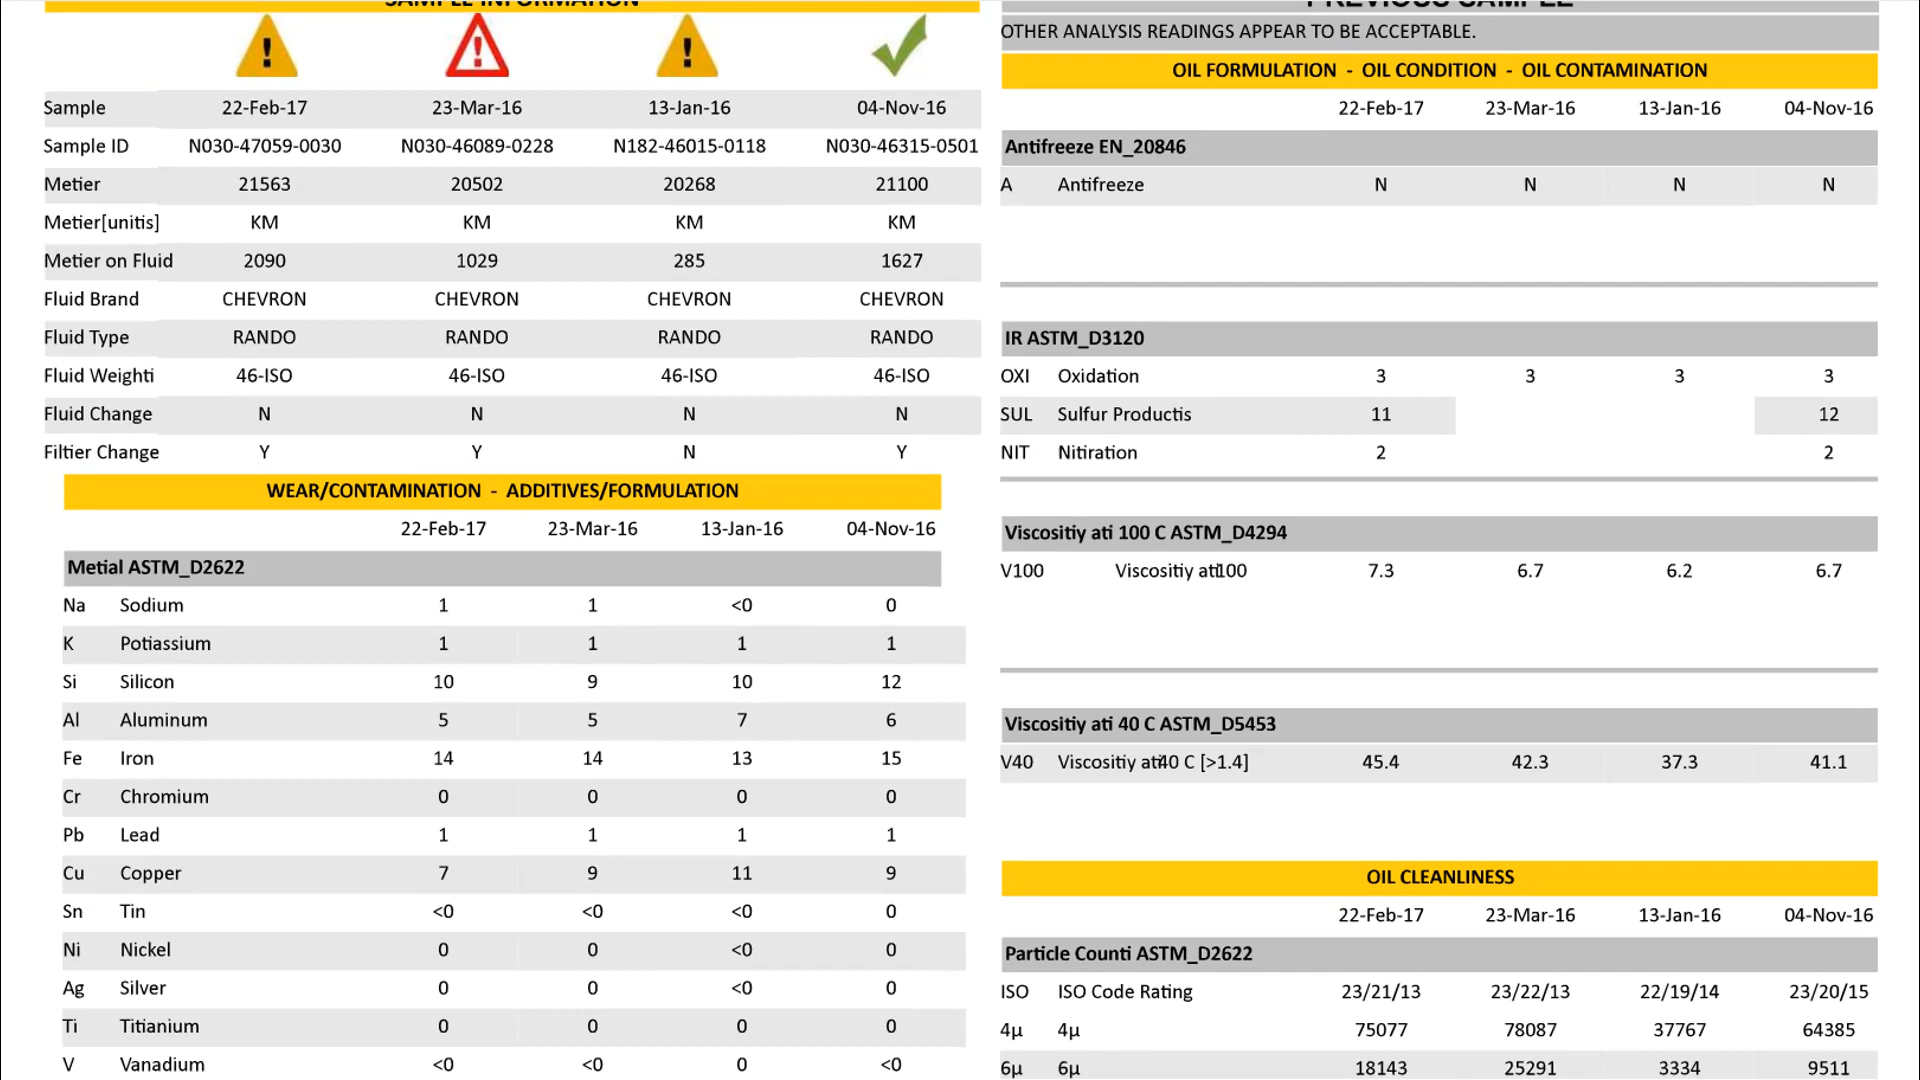 SAMPLE INFORMATION
Sample 22-Feb-17 23-Mar-16 13-Jan-16 04-Nov-16
Sample ID N030-47059-0030 N030-46089-0228 N182-46015-0118 N030-46315-0501
Metier 21563 20502 20268 21100
Metier[unitis] KM KM KM KM
Metier on Fluid 2090 1029 285 1627
Fluid Brand CHEVRON CHEVRON CHEVRON CHEVRON
Fluid Type RANDO RANDO RANDO RANDO
Fluid Weighti 46-ISO 46-ISO 46-ISO 46-ISO
Fluid Change N N N N
Filtier Change Y Y N Y
WEAR/CONTAMINATION - ADDITIVES/FORMULATION
22-Feb-17 23-Mar-16 13-Jan-16 04-Nov-16
Metial ASTM_D2622
Na Sodium 1 1 <0 0
K Potiassium 1 1 1 1
Si Silicon 10 9 10 12
Al Aluminum 5 5 7 6
Fe Iron 14 14 13 15
Cr Chromium 0 0 0 0
Pb Lead 1 1 1 1
Cu Copper 7 9 11 9
Sn Tin <0 <0 <0 0
Ni Nickel 0 0 <0 0
Ag Silver 0 0 <0 0
Ti Titianium 0 0 0 0
V Vanadium <0 <0 0 <0
PREVIOUS SAMPLE
OTHER ANALYSIS READINGS APPEAR TO BE ACCEPTABLE.
OIL FORMULATION - OIL CONDITION - OIL CONTAMINATION
22-Feb-17 23-Mar-16 13-Jan-16 04-Nov-16
Antifreeze EN_20846
A Antifreeze N N N N
IR ASTM_D3120
OXI Oxidation 3 3 3 3
SUL Sulfur Productis 11 12
NIT Nitiration 2 2
Viscositiy ati 100 C ASTM_D4294
V100 Viscositiy ati100 7.3 6.7 6.2 6.7
Viscositiy ati 40 C ASTM_D5453
V40 Viscositiy ati40 C [>1.4] 45.4 42.3 37.3 41.1
OIL CLEANLINESS
22-Feb-17 23-Mar-16 13-Jan-16 04-Nov-16
Particle Counti ASTM_D2622
ISO ISO Code Rating 23/21/13 23/22/13 22/19/14 23/20/15
4µ 4µ 75077 78087 37767 64385
6µ 6µ 18143 25291 3334 9511